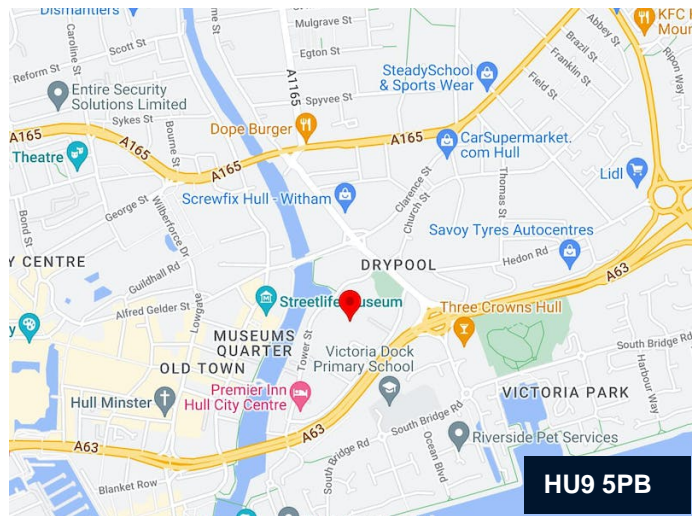 Dismantlers
Scott St
Reform St
Caroline St
Mulgrave St
Egton St
A1165
Spyvee St
SteadySchool
& Sports Wear
Abbey St
Brazil St
Franklin St
Field St
KFC
Ripon Way
Entire Security
Solutions Limited
Sykes St
Bourne St
Dope Burger
A165
A165
A165
A165
Theatre
CarSupermarket.
com Hull
Lidl
George St
Wilberforce Dr
Screwfix Hull - Witham
Clarence St
Church St
Thomas St
Savoy Tyres Autocentres
Bond St
Y CENTRE
Guildhall Rd
DRYPOOL
Hedon Rd
A63
Alfred Gelder St
Lowgate
Streetlife Museum
Three Crowns Hull
y
MUSEUMS
QUARTER
Tower St
Victoria Dock
Primary School
South Bridge Rd
OLD TOWN
Harbour Way
Hull Minster
Premier Inn
Hull City Centre
VICTORIA PARK
A63
A63
South Bridge Rd
South Bridge Rd
Ocean Blvd
Riverside Pet Services
Blanket Row
HU9 5PB